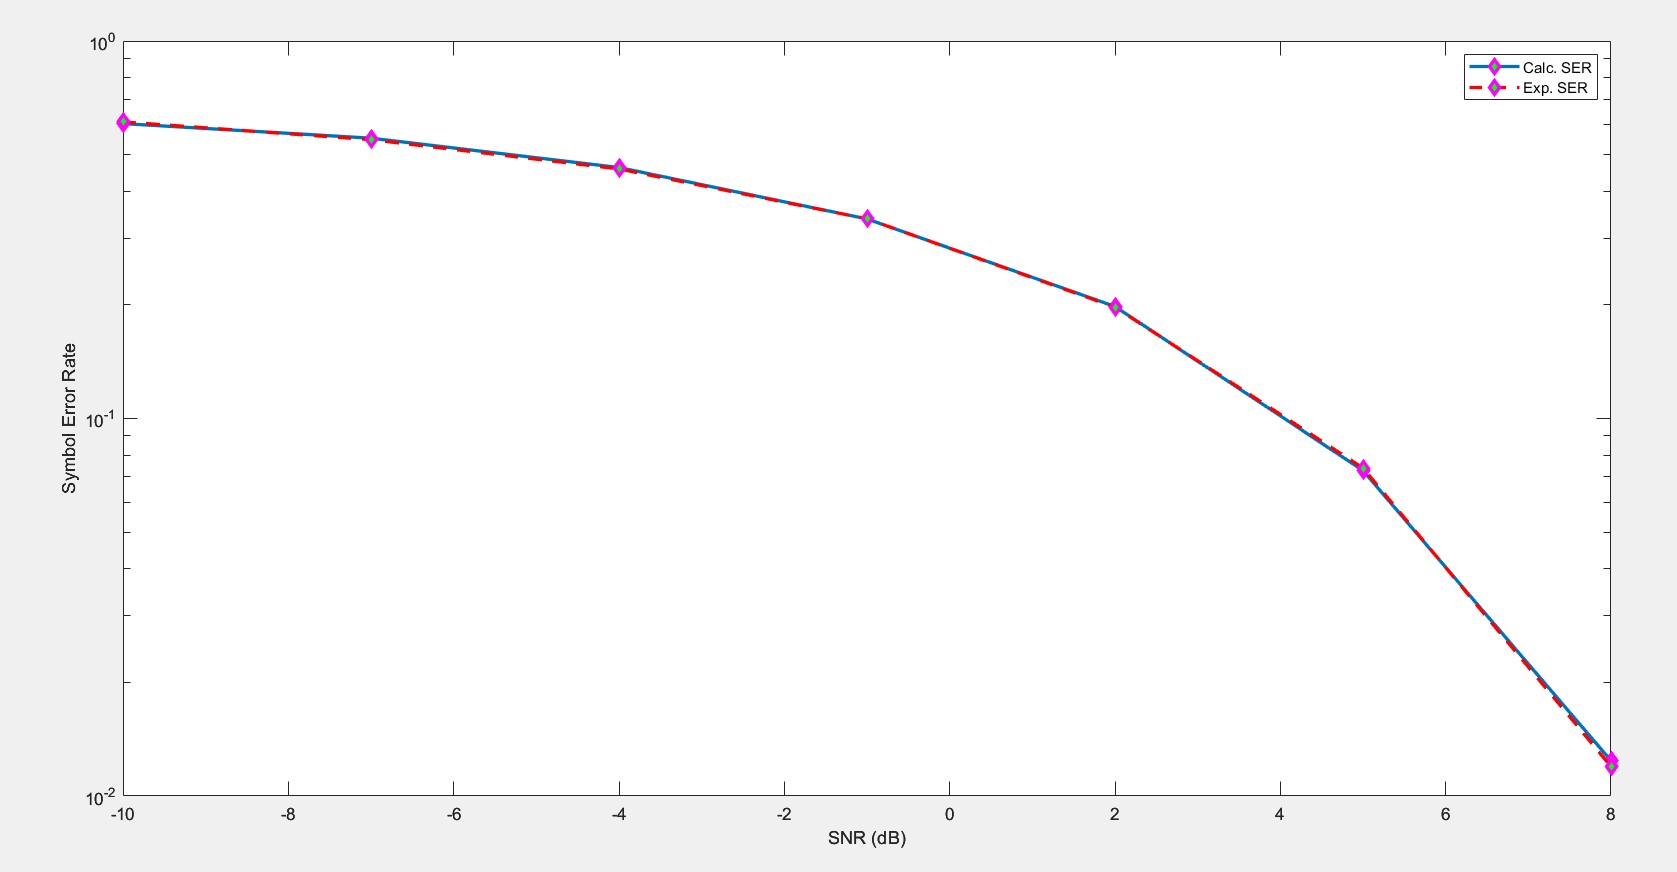 10^0
Calc. SER
Exp. SER
Symbol Error Rate
10^-1
10^-2
-10 -8 -6 -4 -2 0 2 4 6 8
SNR (dB)